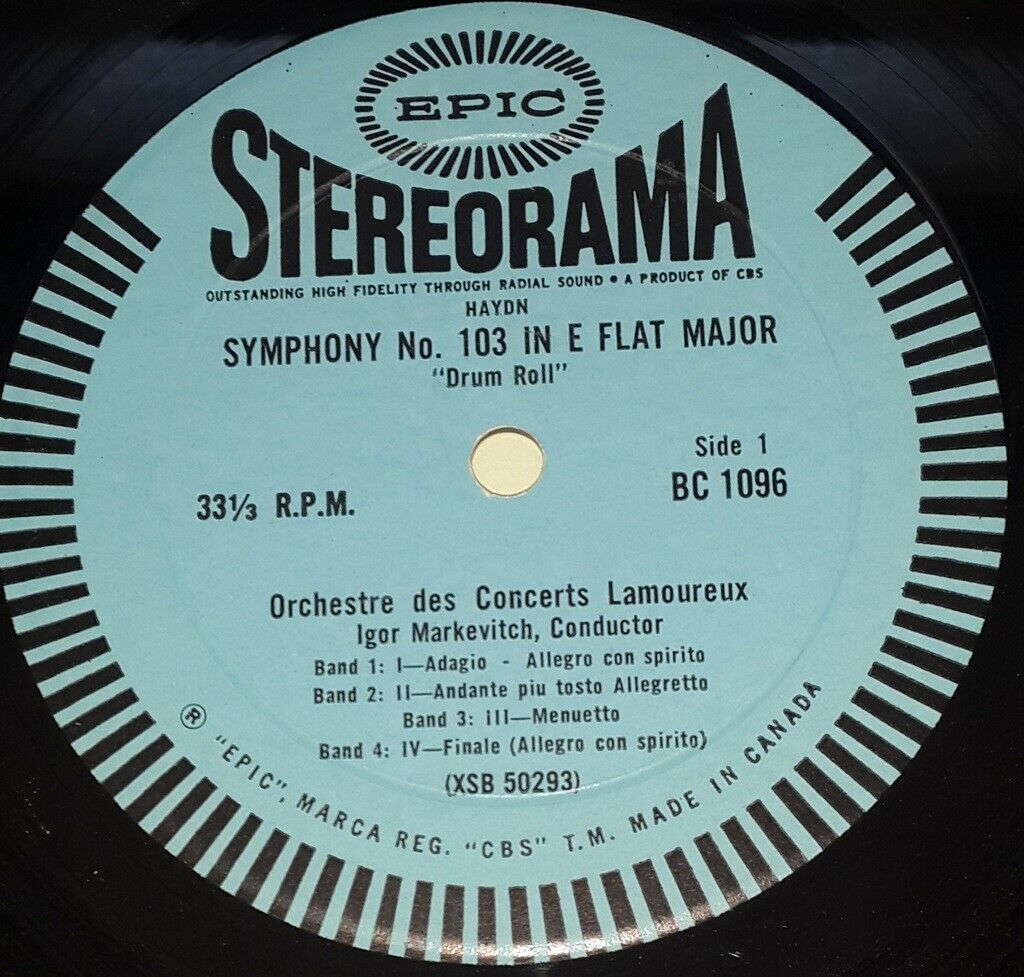 EPIC
STEREORAMA
OUTSTANDING HIGH FIDELITY THROUGH RADIAL SOUND • A PRODUCT OF CBS
HAYDN
SYMPHONY No. 103 IN E FLAT MAJOR
"Drum Roll"
Side 1
BC 1096
33⅓ R.P.M.
Orchestre des Concerts Lamoureux
Igor Markevitch, Conductor
Band 1: I—Adagio - Allegro con spirito
Band 2: II—Andante piu tosto Allegretto
Band 3: III—Menuetto
Band 4: IV—Finale (Allegro con spirito)
(XSB 50293)
® "EPIC", MARCA REG. "CBS" T.M. MADE IN CANADA